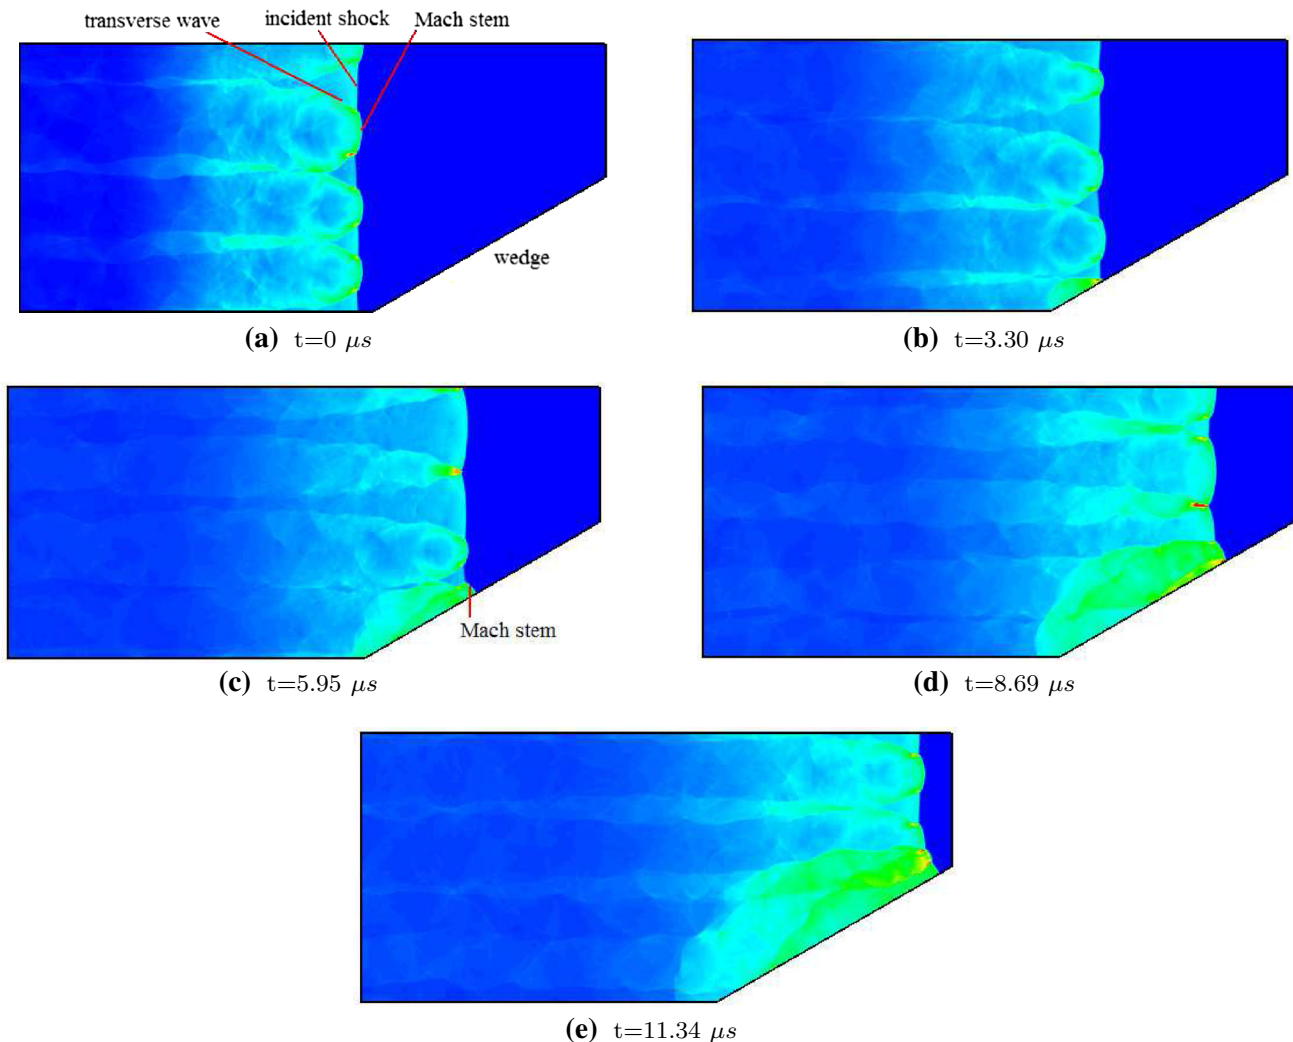 transverse wave incident shock Mach stem
wedge
(a) t=0 μs
(b) t=3.30 μs
Mach stem
(c) t=5.95 μs
(d) t=8.69 μs
(e) t=11.34 μs